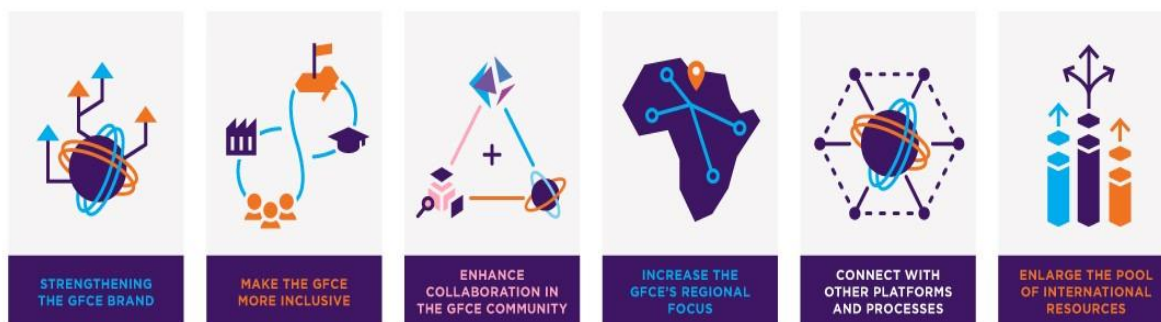 STRENGTHENING
THE GFCE BRAND
MAKE THE GFCE
MORE INCLUSIVE
ENHANCE
COLLABORATION IN
THE GFCE COMMUNITY
INCREASE THE
GFCE'S REGIONAL
FOCUS
CONNECT WITH
OTHER PLATFORMS
AND PROCESSES
ENLARGE THE POOL
OF INTERNATIONAL
RESOURCES